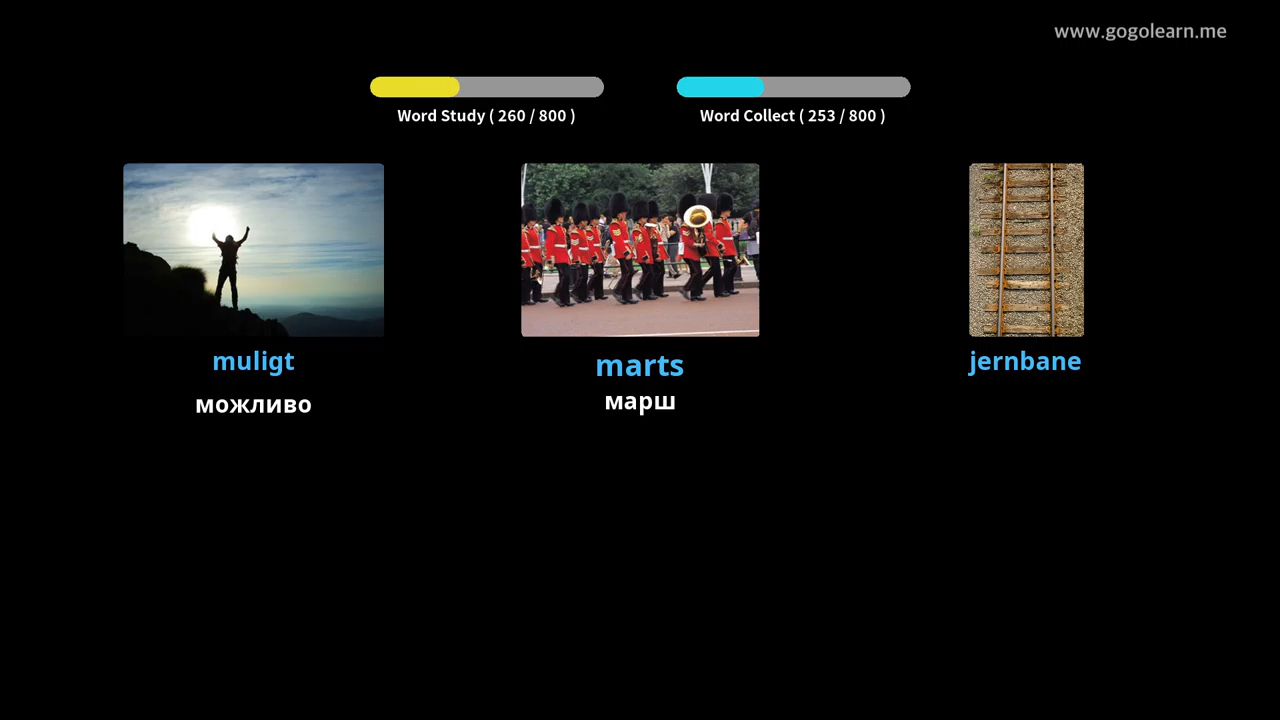 www.gogolearn.me
Word Study ( 260 / 800 )
Word Collect ( 253 / 800 )
muligt
marts
jernbane
можливо
марш